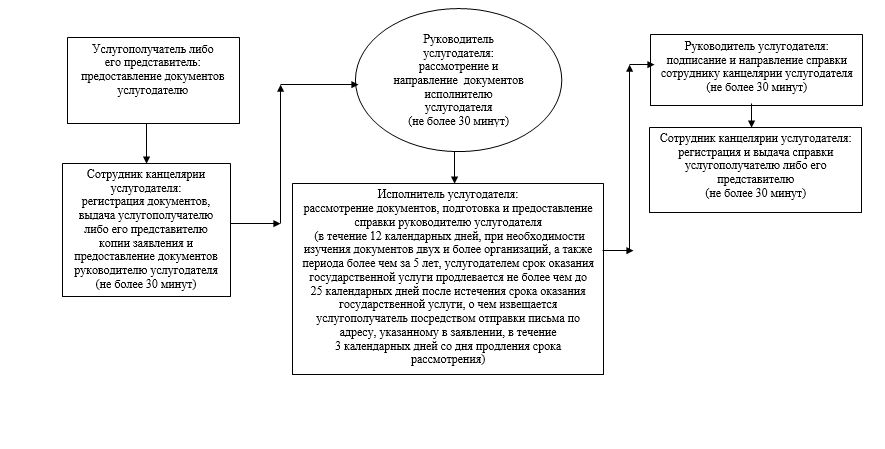 Услугополучатель либо
его представитель:
предоставление документов
услугодателю
Сотрудник канцелярии
услугодателя:
регистрация документов,
выдача услугополучателю
либо его представителю
копии заявления и
предоставление документов
руководителю услугодателя
(не более 30 минут)
Руководитель
услугодателя:
рассмотрение и
направление документов
исполнителю
услугодателя
(не более 30 минут)
Исполнитель услугодателя:
рассмотрение документов, подготовка и предоставление
справки руководителю услугодателя
(в течение 12 календарных дней, при необходимости
изучения документов двух и более организаций, а также
периода более чем за 5 лет, услугодателем срок оказания
государственной услуги продлевается не более чем до
25 календарных дней после истечения срока оказания
государственной услуги, о чем извещается
услугополучатель посредством отправки письма по
адресу, указанному в заявлении, в течение
3 календарных дней со дня продления срока
рассмотрения)
Руководитель услугодателя:
подписание и направление справки
сотруднику канцелярии услугодателя
(не более 30 минут)
Сотрудник канцелярии услугодателя:
регистрация и выдача справки
услугополучателю либо его
представителю
(не более 30 минут)